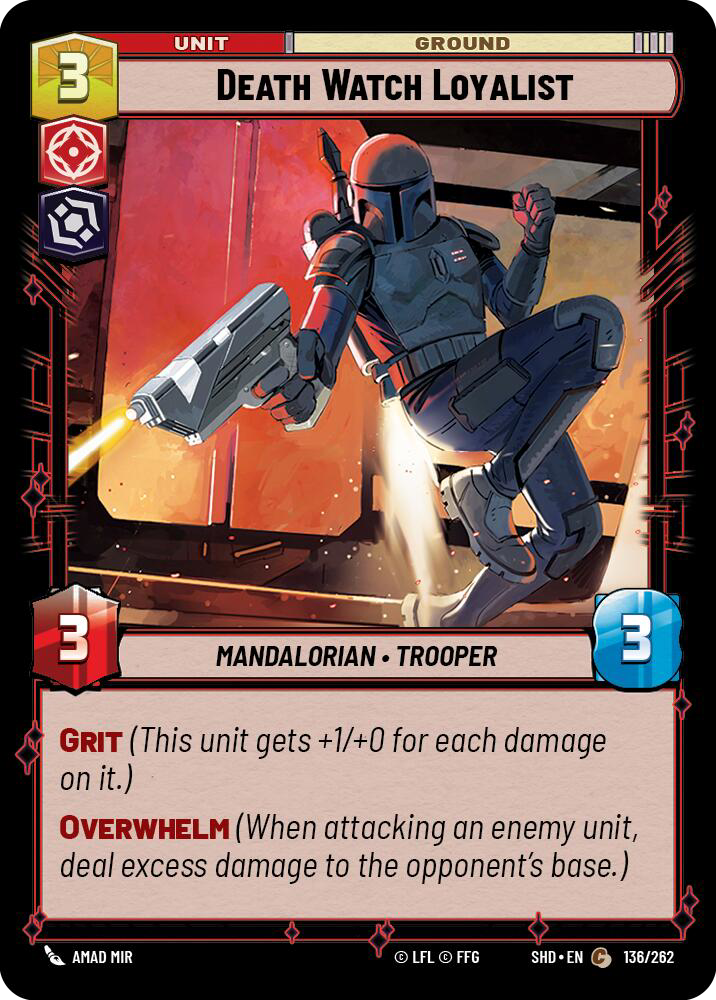 UNIT
GROUND
3
DEATH WATCH LOYALIST
3
MANDALORIAN • TROOPER
3
GRIT (This unit gets +1/+0 for each damage
on it.)
OVERWHELM (When attacking an enemy unit,
deal excess damage to the opponent's base.)
AMAD MIR
© LFL © FFG
SHD • EN C 136/262